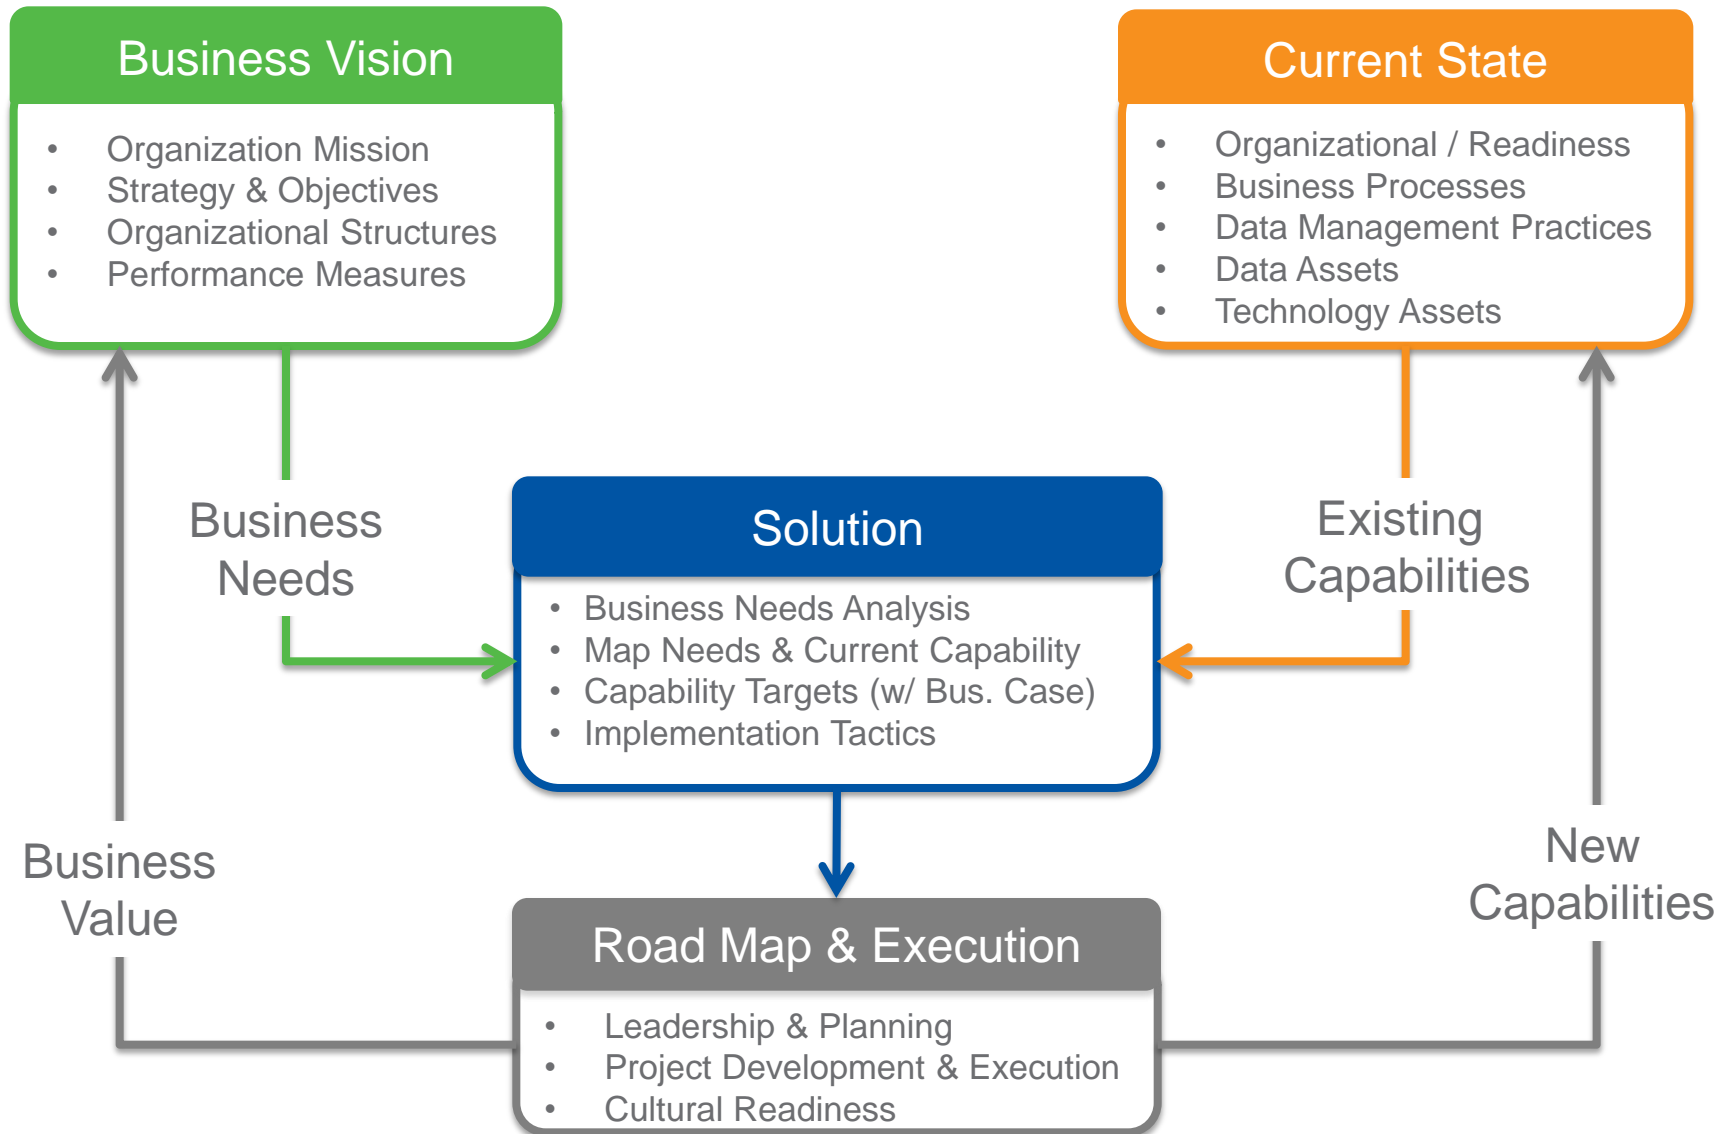 Business Vision
• Organization Mission
• Strategy & Objectives
• Organizational Structures
• Performance Measures
Current State
• Organizational / Readiness
• Business Processes
• Data Management Practices
• Data Assets
• Technology Assets
Business
Needs
Solution
• Business Needs Analysis
• Map Needs & Current Capability
• Capability Targets (w/ Bus. Case)
• Implementation Tactics
Existing
Capabilities
Business
Value
Road Map & Execution
• Leadership & Planning
• Project Development & Execution
• Cultural Readiness
New
Capabilities